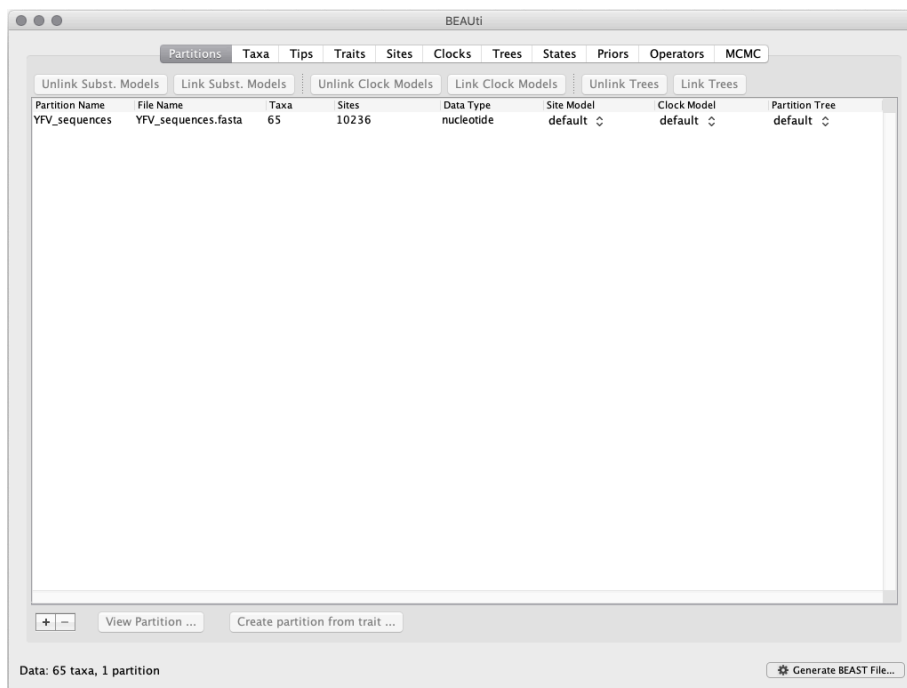 BEAUti
Partitions Taxa Tips Traits Sites Clocks Trees States Priors Operators MCMC
Unlink Subst. Models Link Subst. Models Unlink Clock Models Link Clock Models Unlink Trees Link Trees
Partition Name File Name Taxa Sites Data Type Site Model Clock Model Partition Tree
YFV_sequences YFV_sequences.fasta 65 10236 nucleotide default default default
+ − View Partition ... Create partition from trait ...
Data: 65 taxa, 1 partition Generate BEAST File...